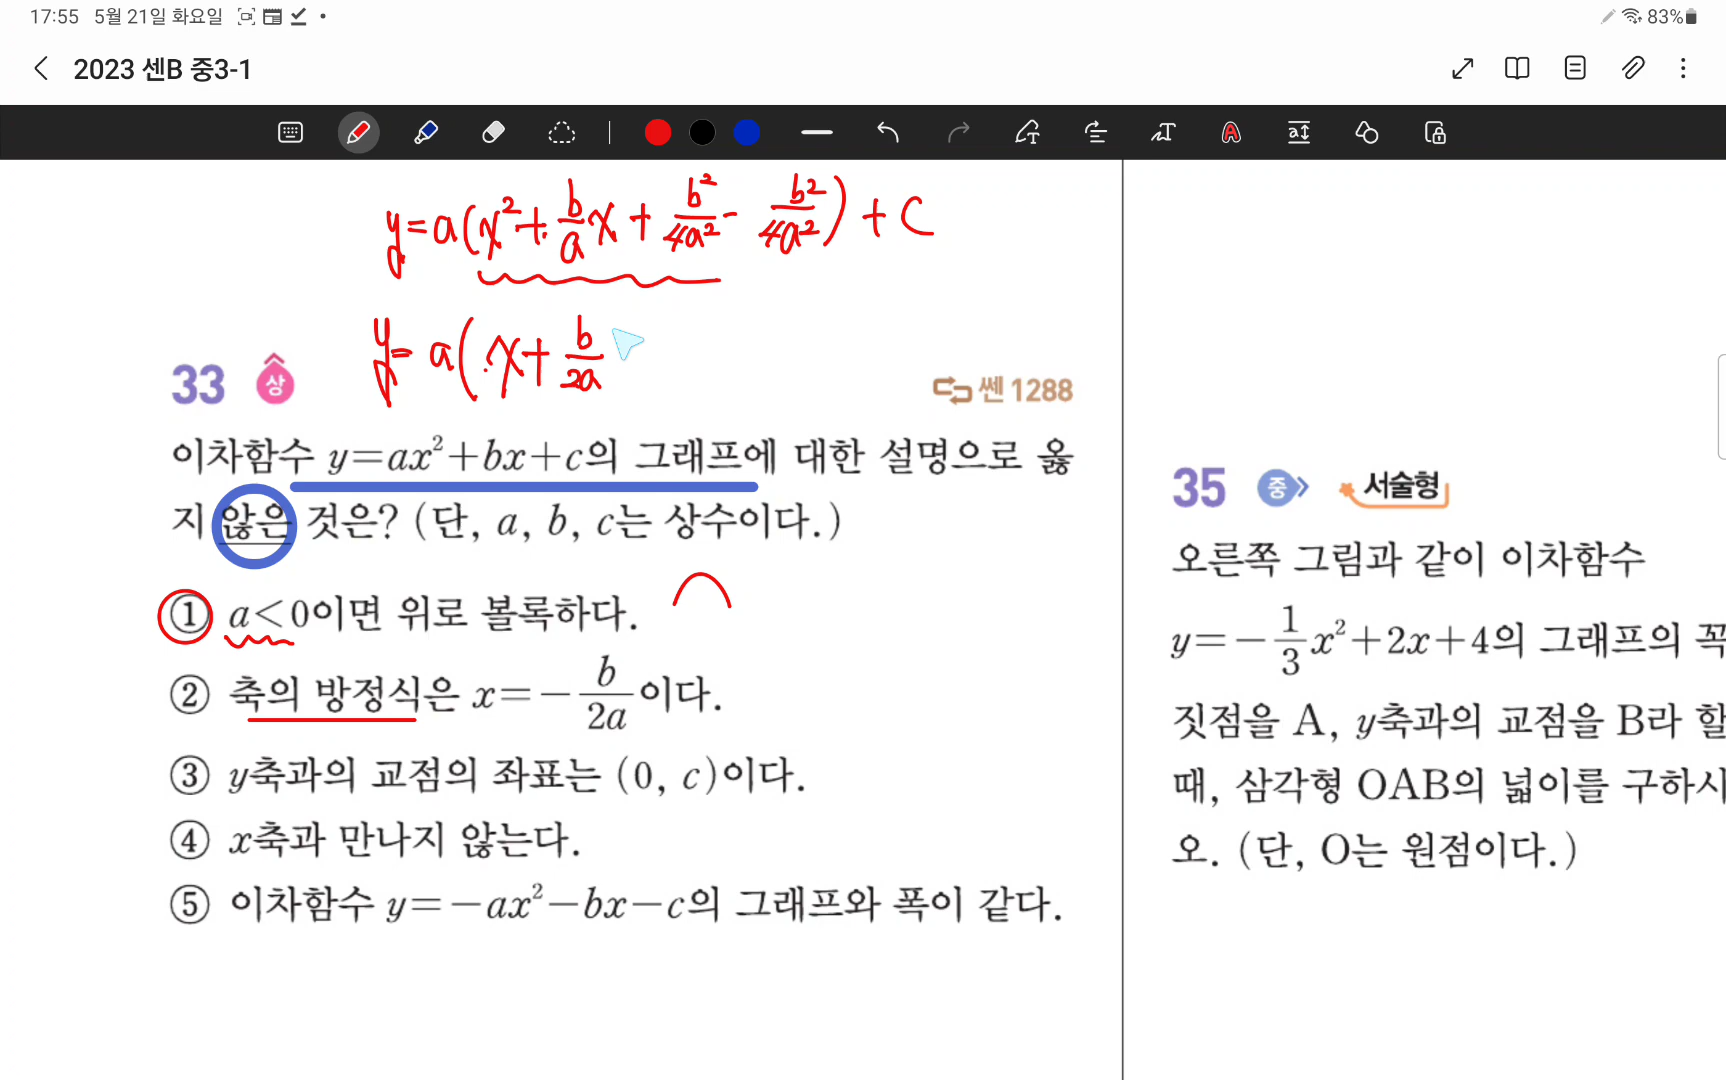 17:55 5월 21일 화요일
83%
2023 센B 중3-1
y=a(x²+b/a x+b²/4a²-b²/4a²)+c
y=a(x+b/2a
33 상
쎈 1288
이차함수 y=ax²+bx+c의 그래프에 대한 설명으로 옳
지 않은 것은? (단, a, b, c는 상수이다.)
① a<0이면 위로 볼록하다.
② 축의 방정식은 x=-b/2a이다.
③ y축과의 교점의 좌표는 (0, c)이다.
④ x축과 만나지 않는다.
⑤ 이차함수 y=-ax²-bx-c의 그래프와 폭이 같다.
35 중 서술형
오른쪽 그림과 같이 이차함수
y=-1/3x²+2x+4의 그래프의 꼭
짓점을 A, y축과의 교점을 B라 할
때, 삼각형 OAB의 넓이를 구하시
오. (단, O는 원점이다.)